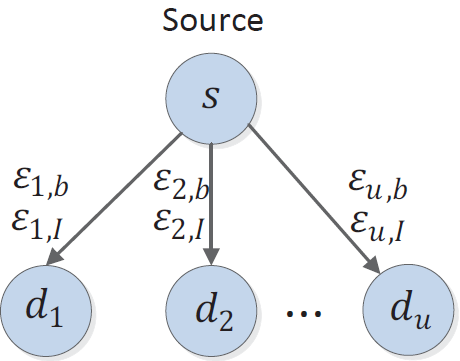 Source
s
ε1,b ε2,b εu,b
ε1,I ε2,I εu,I
d1 d2 ... du